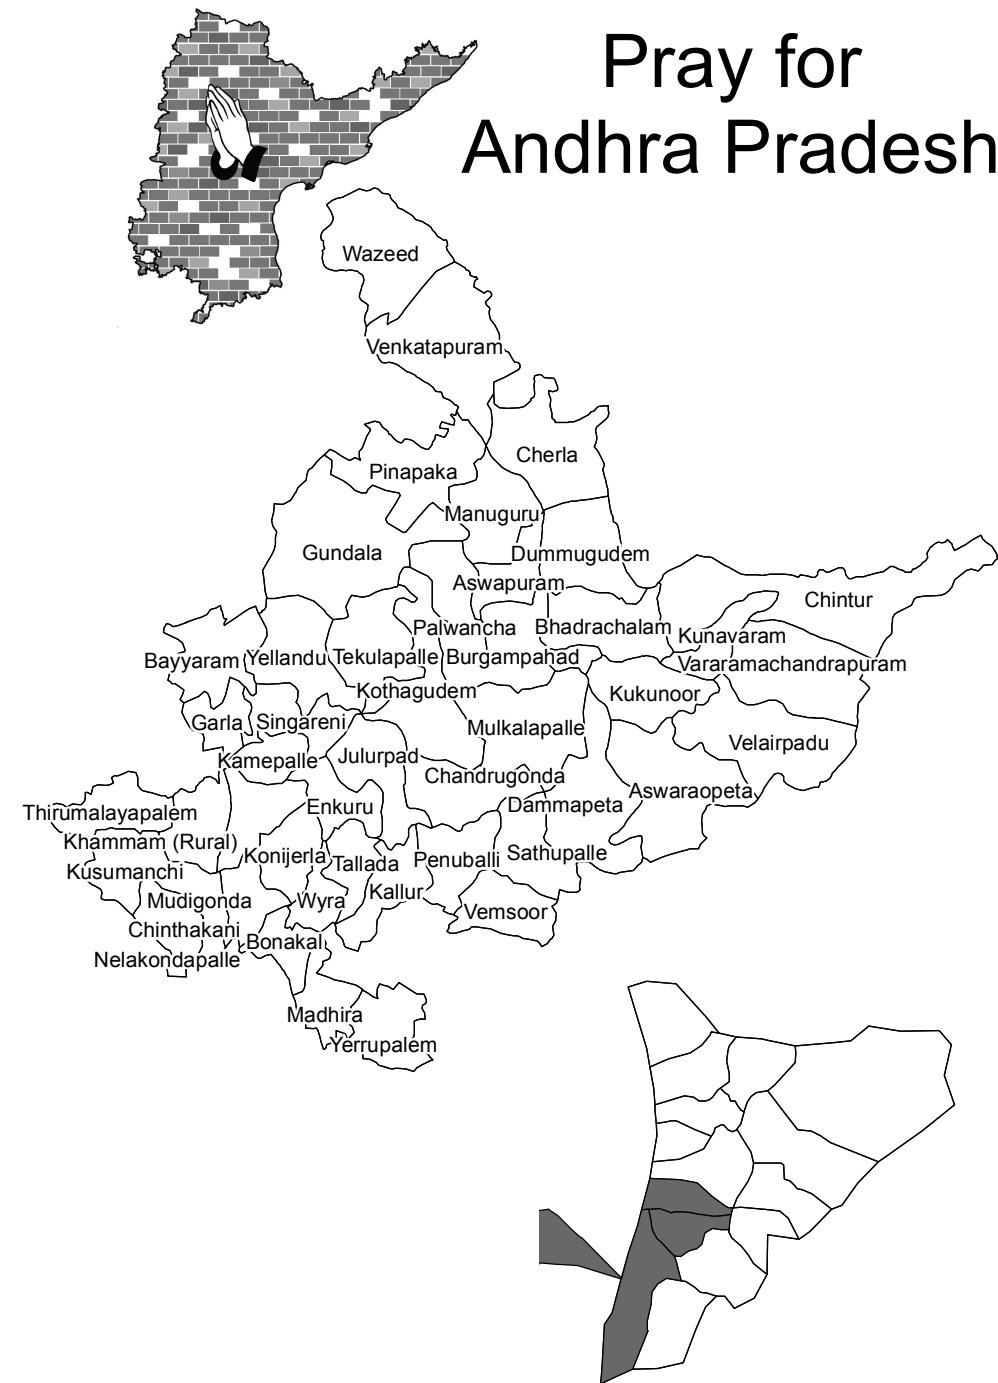 Pray for
Andhra Pradesh
Wazeed
Venkatapuram
Cherla
Pinapaka
Manuguru
Gundala
Dummugudem
Aswapuram
Chintur
Palwancha
Bhadrachalam
Kunavaram
Bayyaram
Yellandu
Tekulapalle
Burgampahad
Vararamachandrapuram
Kothagudem
Kukunoor
Garla
Singareni
Mulkalapalle
Velairpadu
Kamepalle
Julurpad
Chandrugonda
Aswaraopeta
Thirumalayapalem
Enkuru
Dammapeta
Khammam (Rural)
Konijerla
Tallada
Penuballi
Sathupalle
Kusumanchi
Kallur
Mudigonda
Wyra
Vemsoor
Chinthakani
Bonakal
Nelakondapalle
Madhira
Yerrupalem